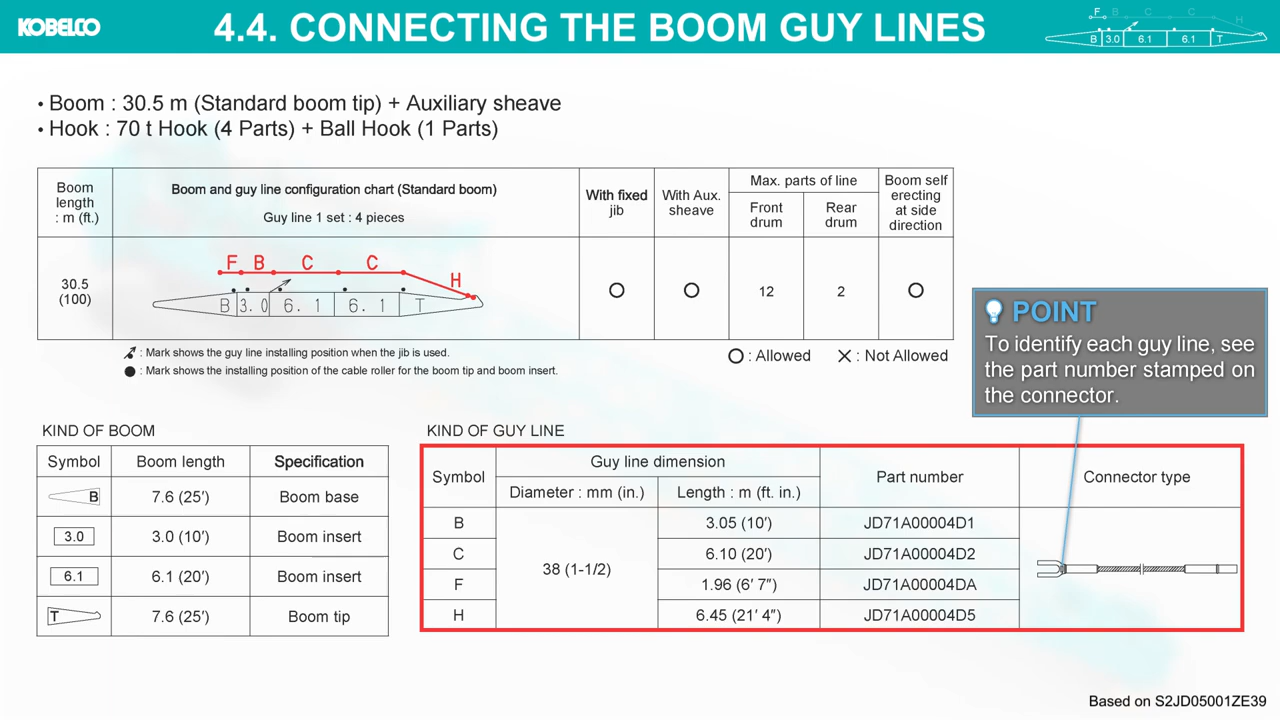 KOBELCO
4.4. CONNECTING THE BOOM GUY LINES
F B C C H
B 3.0 6.1 6.1 T
• Boom : 30.5 m (Standard boom tip) + Auxiliary sheave
• Hook : 70 t Hook (4 Parts) + Ball Hook (1 Parts)
Boom length : m (ft.)
Boom and guy line configuration chart (Standard boom)
Guy line 1 set : 4 pieces
With fixed jib
With Aux. sheave
Max. parts of line
Front drum
Rear drum
Boom self erecting at side direction
30.5 (100)
F B C C H
B 3.0 6.1 6.1 T
12
2
: Mark shows the guy line installing position when the jib is used.
: Mark shows the installing position of the cable roller for the boom tip and boom insert.
: Allowed
: Not Allowed
POINT
To identify each guy line, see
the part number stamped on
the connector.
KIND OF BOOM
Symbol Boom length Specification
B 7.6 (25′) Boom base
3.0 3.0 (10′) Boom insert
6.1 6.1 (20′) Boom insert
T 7.6 (25′) Boom tip
KIND OF GUY LINE
Symbol
Guy line dimension
Diameter : mm (in.) Length : m (ft. in.)
Part number
Connector type
B 3.05 (10′) JD71A00004D1
C 6.10 (20′) JD71A00004D2
38 (1-1/2)
F 1.96 (6′ 7″) JD71A00004DA
H 6.45 (21′ 4″) JD71A00004D5
Based on S2JD05001ZE39